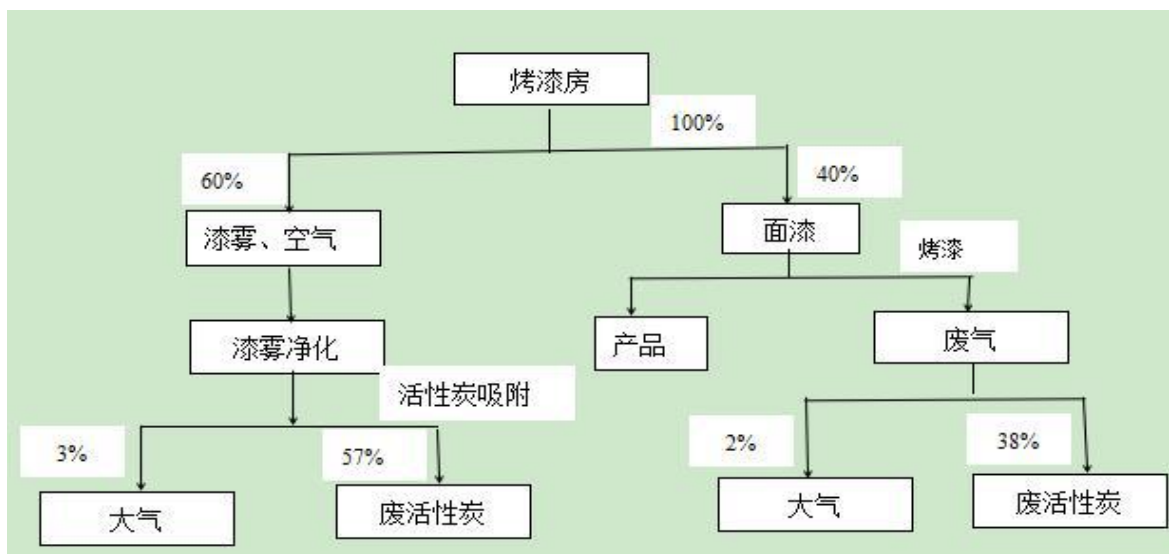 烤漆房
100%
60%
40%
漆雾、空气
面漆
烤漆
漆雾净化
产品
废气
活性炭吸附
3%
57%
2%
38%
大气
废活性炭
大气
废活性炭